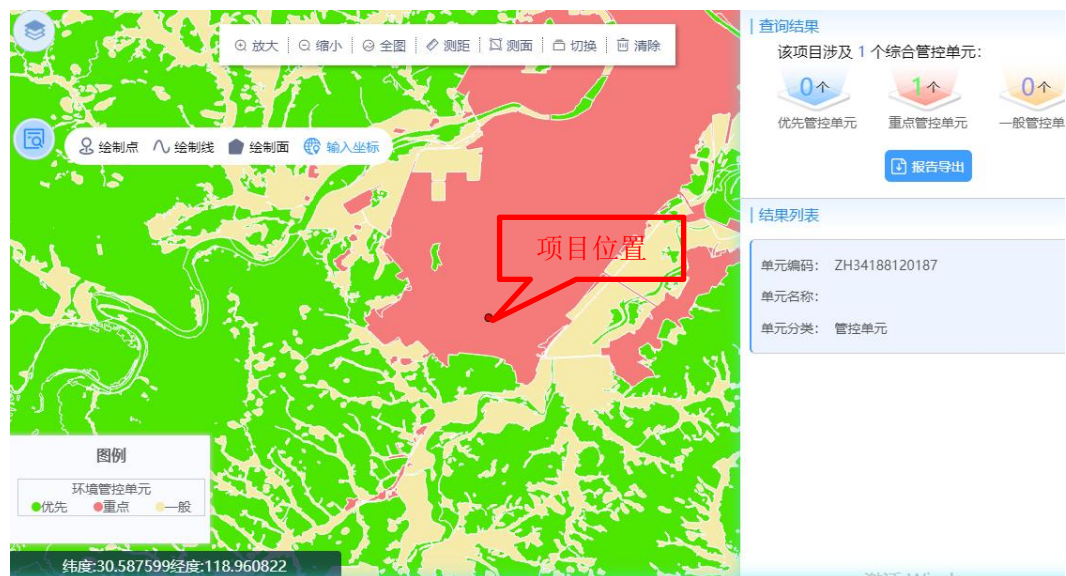 放大 缩小 全图 测距 测面 切换 清除
绘制点 绘制线 绘制面 输入坐标
项目位置
图例
环境管控单元
优先 重点 一般
纬度:30.587599经度:118.960822
查询结果
该项目涉及 1 个综合管控单元:
0个 1个 0个
优先管控单元 重点管控单元 一般管控单
报告导出
结果列表
单元编码: ZH34188120187
单元名称:
单元分类: 管控单元